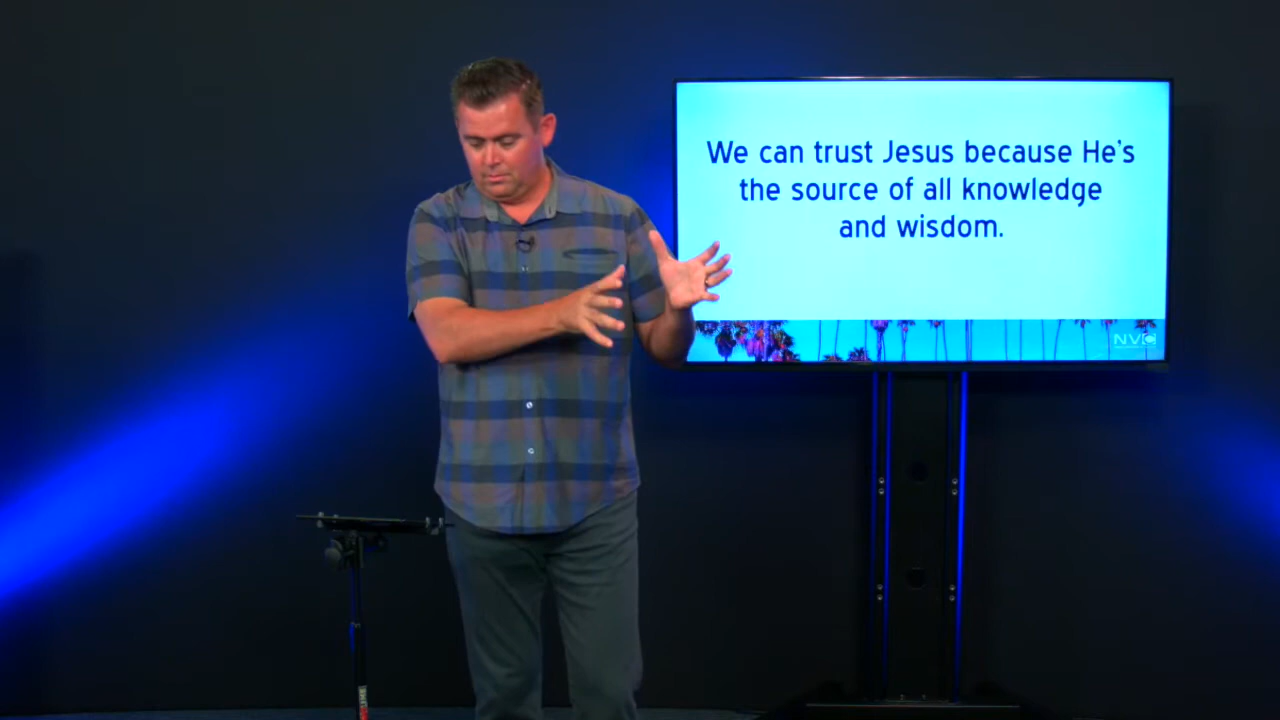 We can trust Jesus because He's
the source of all knowledge
and wisdom.
NVC